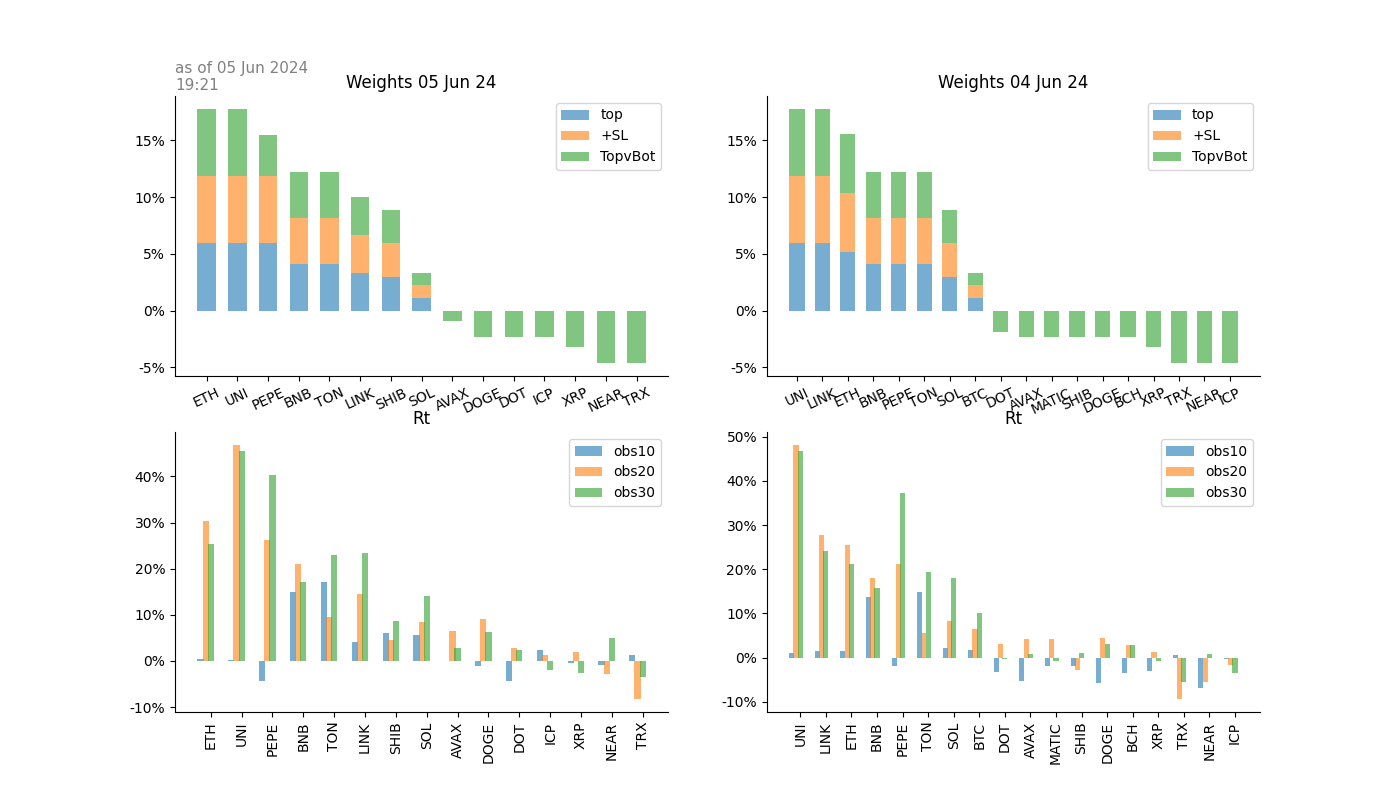 as of 05 Jun 2024
19:21
Weights 05 Jun 24
top
+SL
TopvBot
15%
10%
5%
0%
-5%
ETH UNI PEPE BNB TON LINK SHIB SOL AVAX DOGE DOT ICP XRP NEAR TRX
Weights 04 Jun 24
top
+SL
TopvBot
15%
10%
5%
0%
-5%
UNI LINK ETH BNB PEPE TON SOL BTC DOT AVAX MATIC SHIB DOGE BCH XRP TRX NEAR ICP
Rt
obs10
obs20
obs30
40%
30%
20%
10%
0%
-10%
ETH UNI PEPE BNB TON LINK SHIB SOL AVAX DOGE DOT ICP XRP NEAR TRX
Rt
obs10
obs20
obs30
50%
40%
30%
20%
10%
0%
-10%
UNI LINK ETH BNB PEPE TON SOL BTC DOT AVAX MATIC SHIB DOGE BCH XRP TRX NEAR ICP